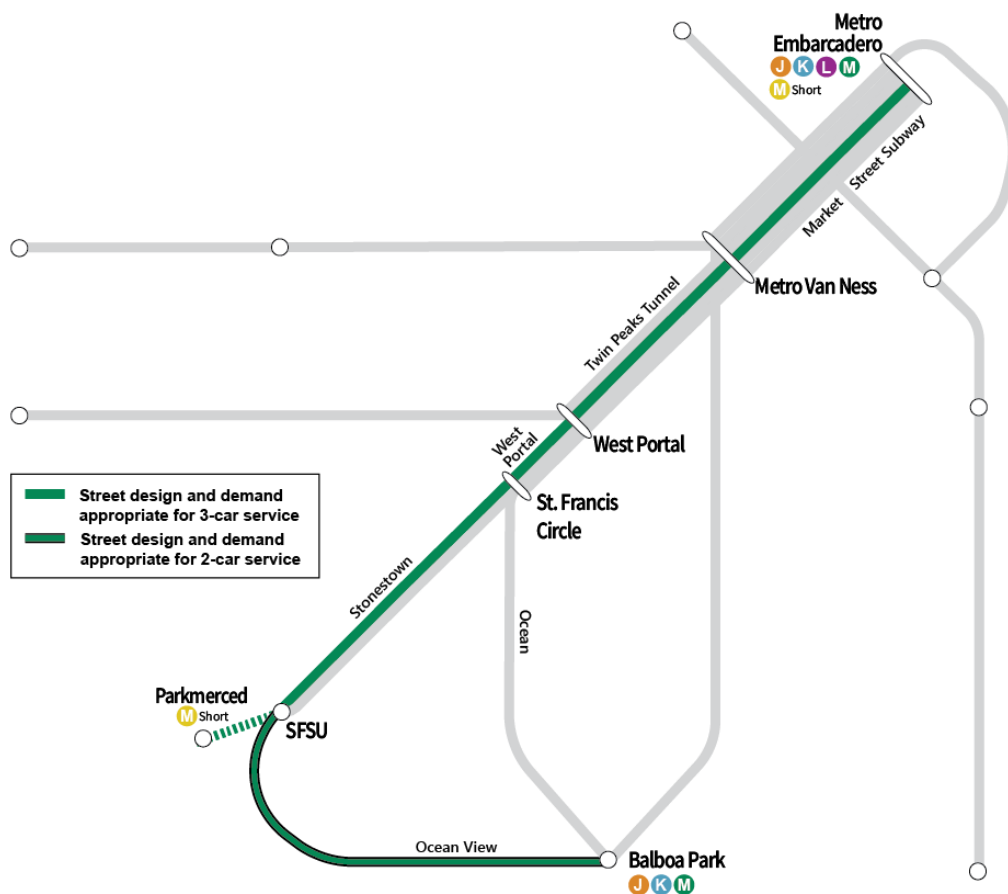 Metro
Embarcadero
J K L M
M Short
Market Street Subway
Metro Van Ness
Twin Peaks Tunnel
West Portal
West
Portal
St. Francis
Circle
Street design and demand
appropriate for 3-car service
Street design and demand
appropriate for 2-car service
Stonestown
Ocean
Parkmerced
M Short
SFSU
Ocean View
Balboa Park
J K M